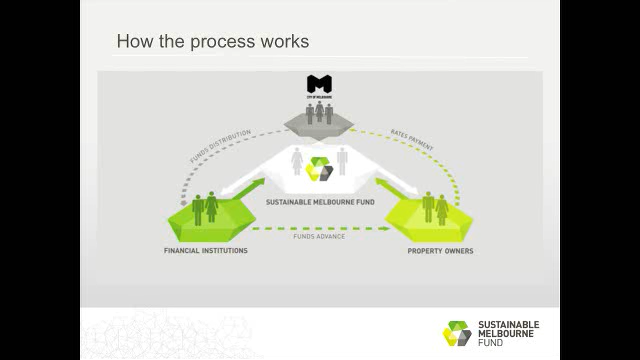 How the process works
CITY OF MELBOURNE
FUNDS DISTRIBUTION
RATES PAYMENT
SUSTAINABLE MELBOURNE FUND
FINANCIAL INSTITUTIONS
FUNDS ADVANCE
PROPERTY OWNERS
SUSTAINABLE
MELBOURNE
FUND